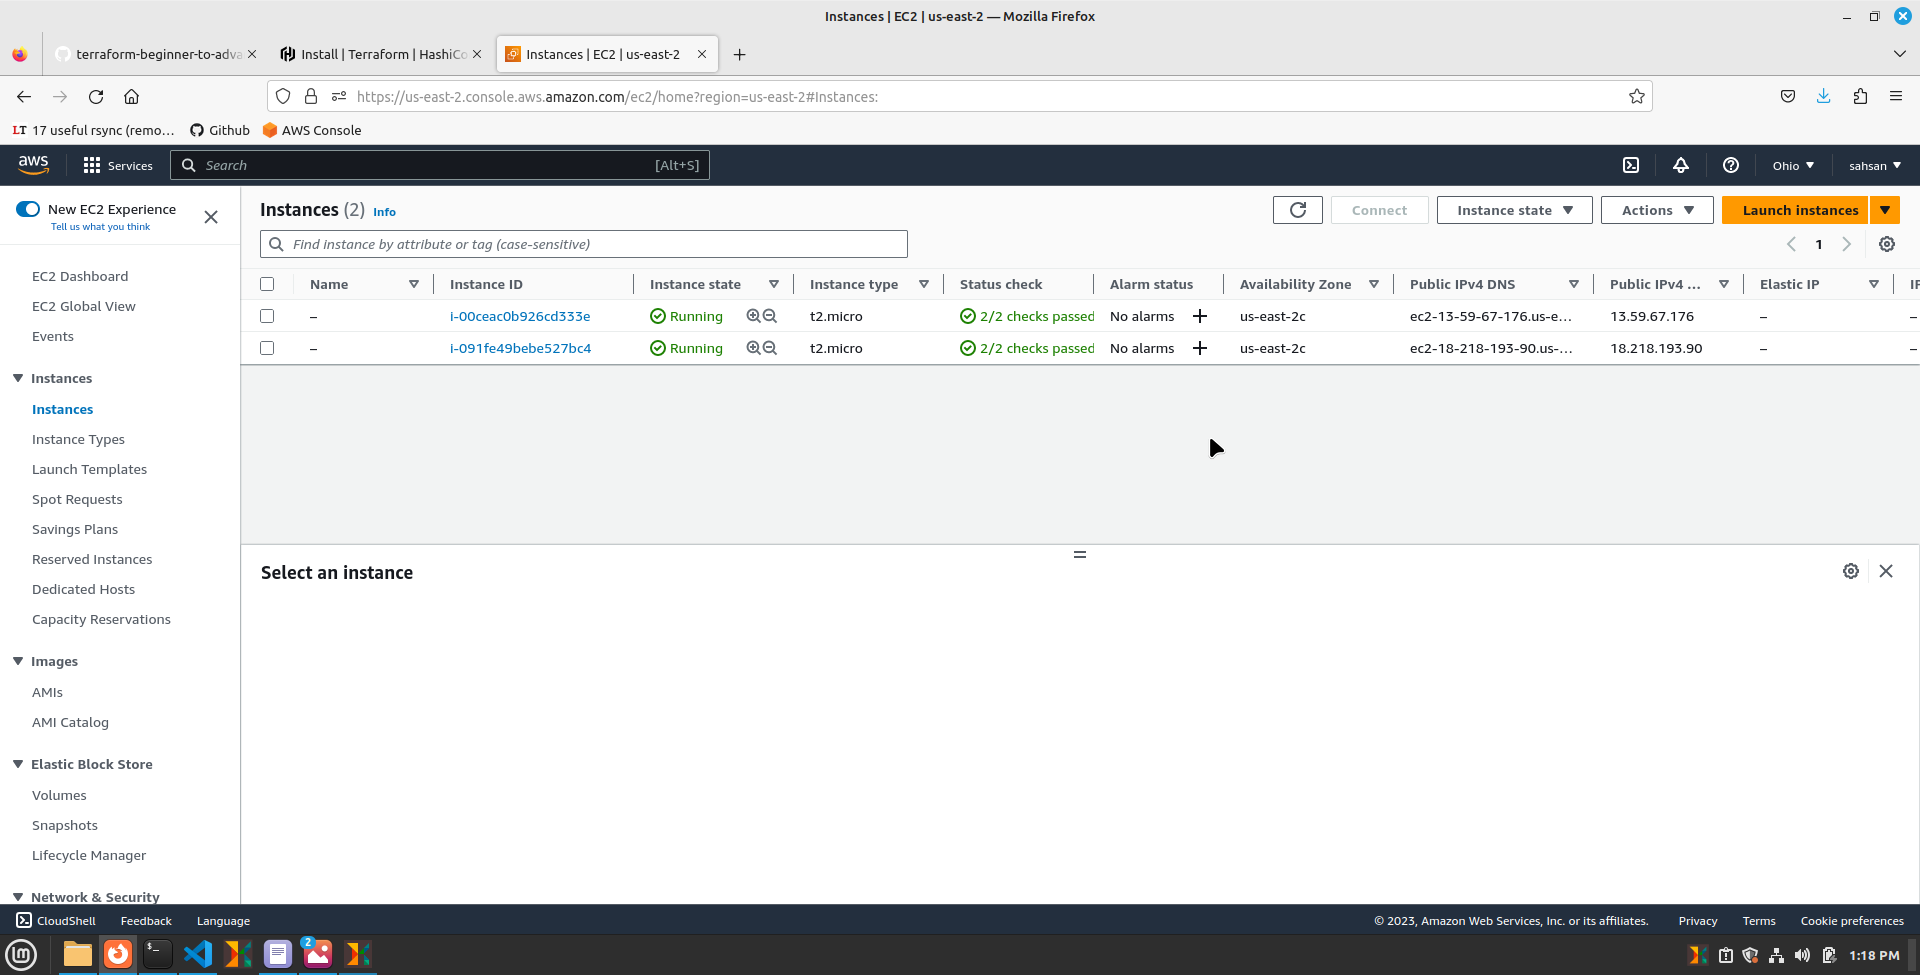 Instances | EC2 | us-east-2 — Mozilla Firefox
terraform-beginner-to-adva
Install | Terraform | HashiCo
Instances | EC2 | us-east-2
https://us-east-2.console.aws.amazon.com/ec2/home?region=us-east-2#Instances:
LT 17 useful rsync (remo… Github AWS Console
aws Services Search [Alt+S] Ohio sahsan
New EC2 Experience
Tell us what you think
EC2 Dashboard
EC2 Global View
Events
Instances
Instances
Instance Types
Launch Templates
Spot Requests
Savings Plans
Reserved Instances
Dedicated Hosts
Capacity Reservations
Images
AMIs
AMI Catalog
Elastic Block Store
Volumes
Snapshots
Lifecycle Manager
Network & Security
Instances (2) Info Connect Instance state Actions Launch instances
Find instance by attribute or tag (case-sensitive) 1
Name Instance ID Instance state Instance type Status check Alarm status Availability Zone Public IPv4 DNS Public IPv4 ... Elastic IP IP
– i-00ceac0b926cd333e Running t2.micro 2/2 checks passed No alarms us-east-2c ec2-13-59-67-176.us-e... 13.59.67.176 – –
– i-091fe49bebe527bc4 Running t2.micro 2/2 checks passed No alarms us-east-2c ec2-18-218-193-90.us-... 18.218.193.90 – –
Select an instance
CloudShell Feedback Language © 2023, Amazon Web Services, Inc. or its affiliates. Privacy Terms Cookie preferences
2
1:18 PM